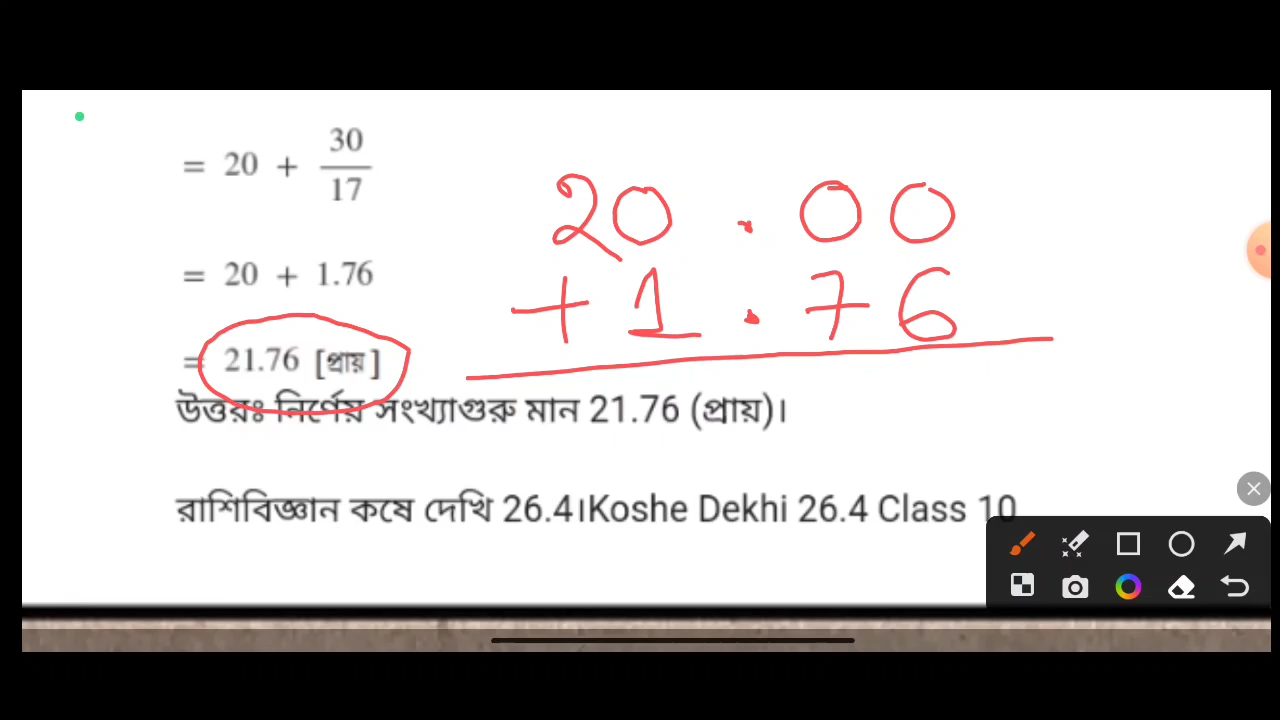 = 20 + 30/17
= 20 + 1.76
= 21.76 [প্রায়]
উত্তরঃ নির্ণেয় সংখ্যাগুরু মান 21.76 (প্রায়)।
20.00
+1.76
রাশিবিজ্ঞান কষে দেখি 26.4।Koshe Dekhi 26.4 Class 10